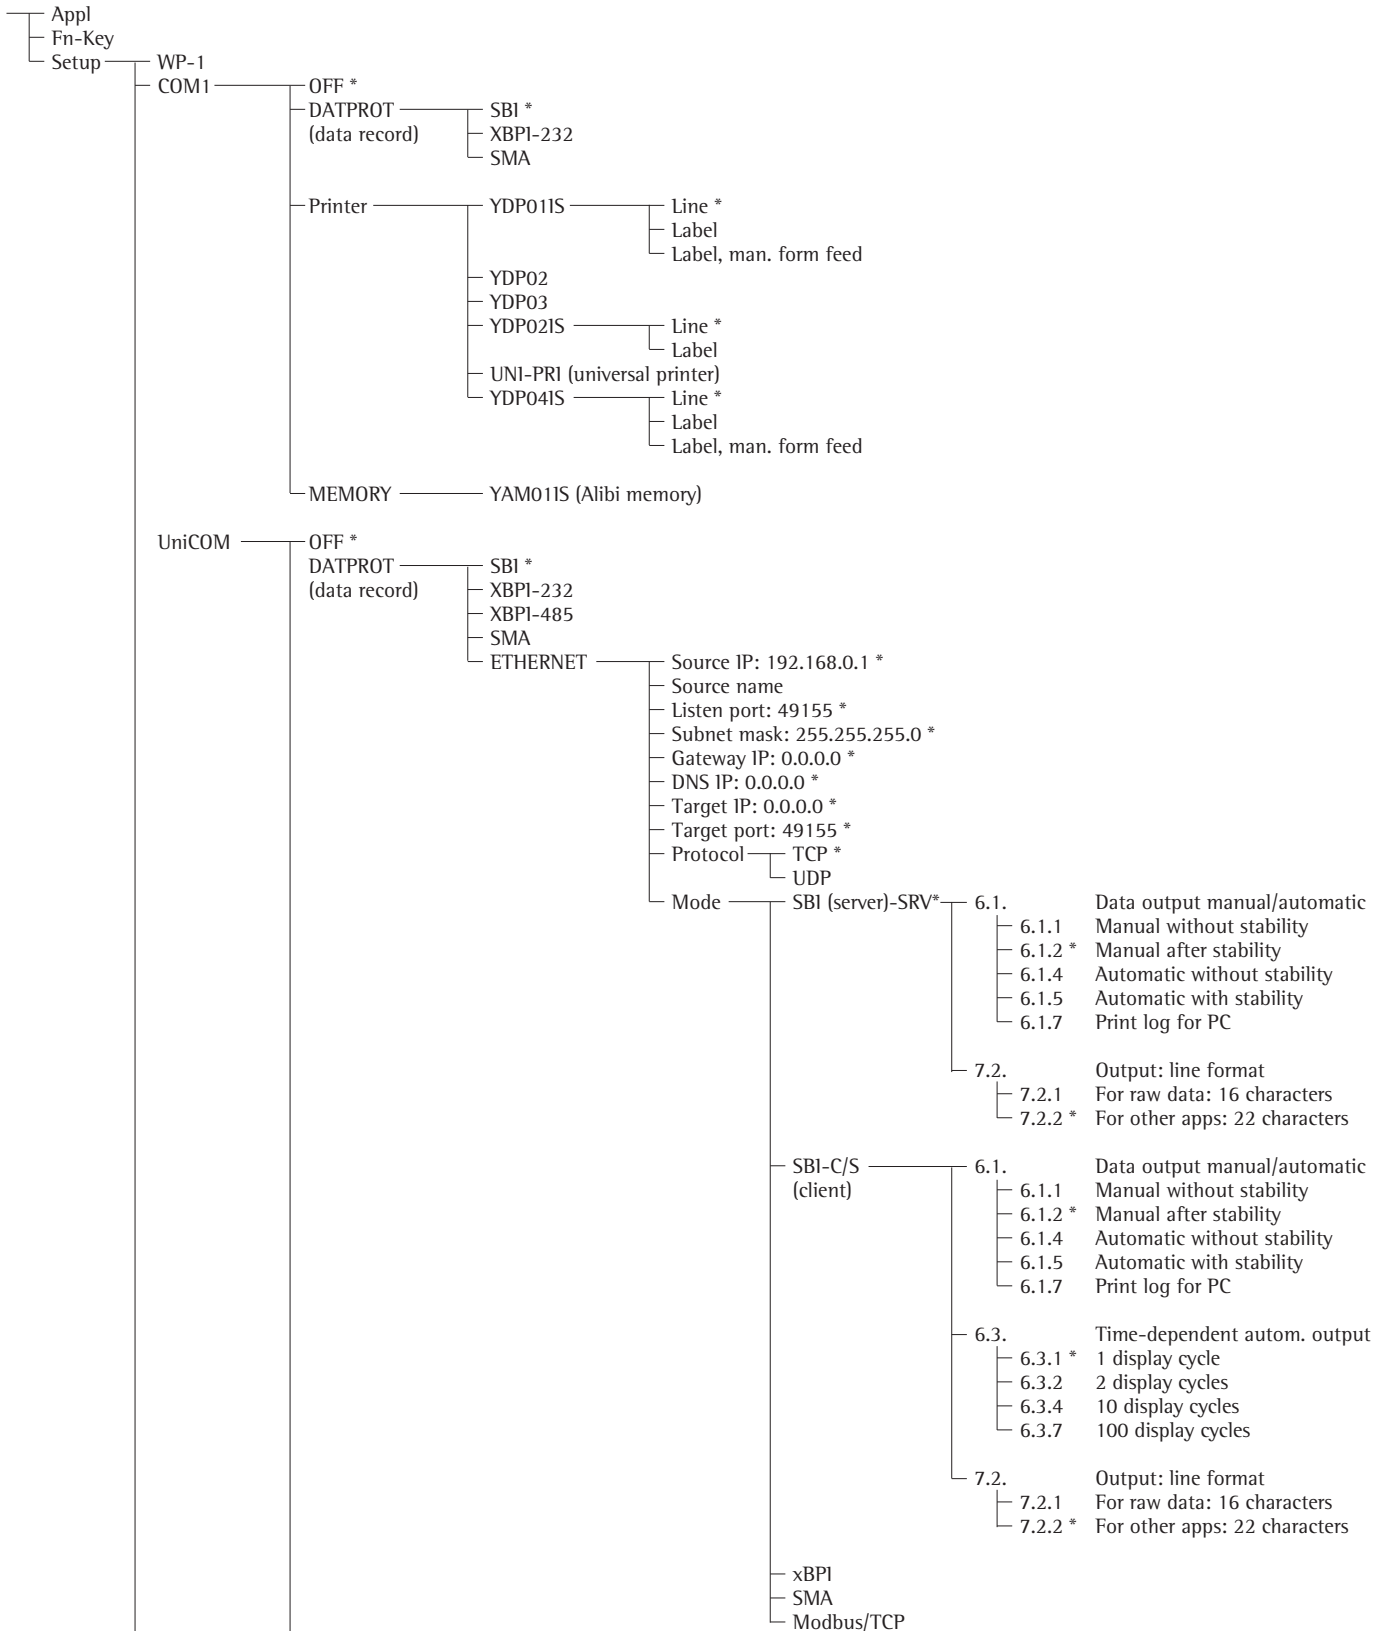 Appl
Fn-Key
Setup WP-1
COM1 OFF *
DATPROT SBI *
(data record) XBPI-232
SMA
Printer YDP01IS Line *
Label
Label, man. form feed
YDP02
YDP03
YDP02IS Line *
Label
UNI-PRI (universal printer)
YDP04IS Line *
Label
Label, man. form feed
MEMORY YAM01IS (Alibi memory)
UniCOM OFF *
DATPROT SBI *
(data record) XBPI-232
XBPI-485
SMA
ETHERNET Source IP: 192.168.0.1 *
Source name
Listen port: 49155 *
Subnet mask: 255.255.255.0 *
Gateway IP: 0.0.0.0 *
DNS IP: 0.0.0.0 *
Target IP: 0.0.0.0 *
Target port: 49155 *
Protocol TCP *
UDP
Mode SBI (server)-SRV* 6.1. Data output manual/automatic
6.1.1 Manual without stability
6.1.2 * Manual after stability
6.1.4 Automatic without stability
6.1.5 Automatic with stability
6.1.7 Print log for PC
7.2. Output: line format
7.2.1 For raw data: 16 characters
7.2.2 * For other apps: 22 characters
SBI-C/S 6.1. Data output manual/automatic
(client) 6.1.1 Manual without stability
6.1.2 * Manual after stability
6.1.4 Automatic without stability
6.1.5 Automatic with stability
6.1.7 Print log for PC
6.3. Time-dependent autom. output
6.3.1 * 1 display cycle
6.3.2 2 display cycles
6.3.4 10 display cycles
6.3.7 100 display cycles
7.2. Output: line format
7.2.1 For raw data: 16 characters
7.2.2 * For other apps: 22 characters
xBPI
SMA
Modbus/TCP